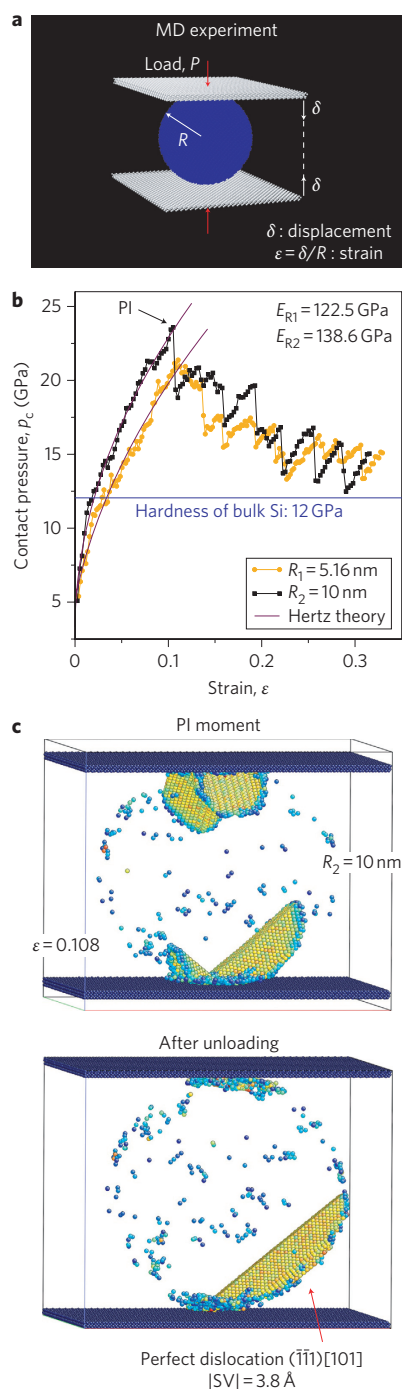 a
MD experiment
Load, P
R
δ
δ
δ : displacement
ε = δ/R : strain
b
PI
E_R1 = 122.5 GPa
E_R2 = 138.6 GPa
25
20
15
10
5
Contact pressure, p_c (GPa)
Hardness of bulk Si: 12 GPa
R_1 = 5.16 nm
R_2 = 10 nm
Hertz theory
0
0.1
0.2
0.3
Strain, ε
c
PI moment
R_2 = 10 nm
ε = 0.108
After unloading
Perfect dislocation (1̅1̅1)[101]
|SV| = 3.8 Å